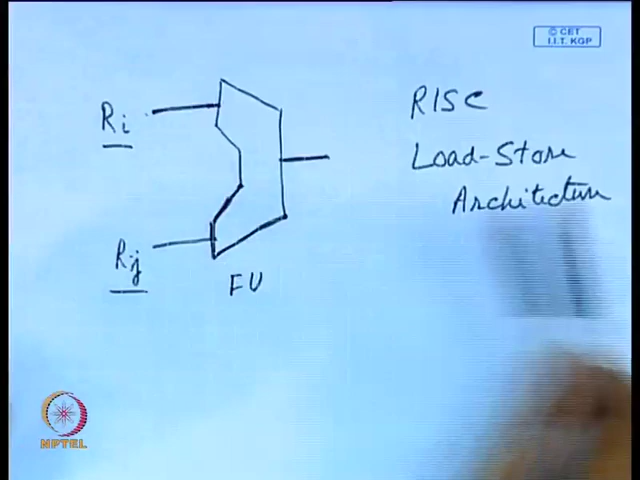 © CET
I.I.T. KGP
Ri
Rj
FU
RISC
Load-Store
Architecture
NPTEL